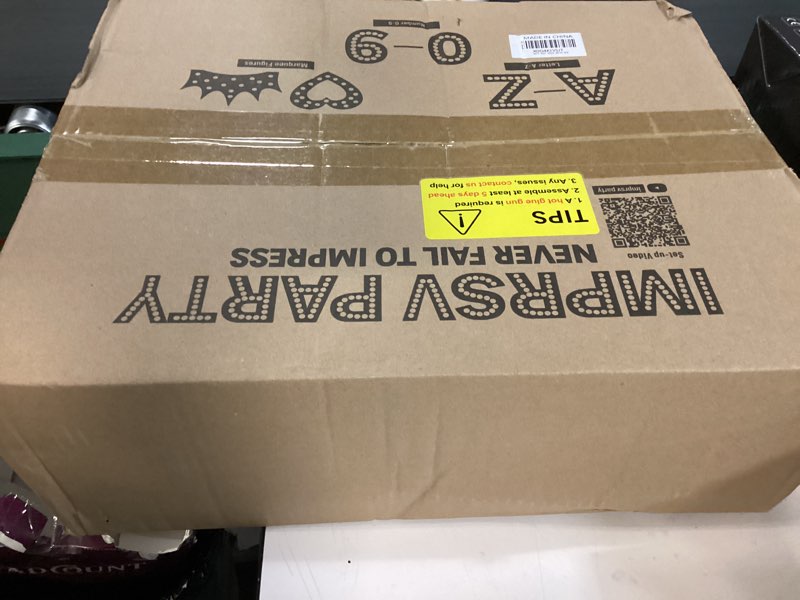 IMPRSV PARTY
NEVER FAIL TO IMPRESS
Set-up Video
imprsv party
TIPS
!
1. A hot glue gun is required
2. Assemble at least 5 days ahead
3. Any issues, contact us for help
A–Z
Letter A-Z
Marquee Figures
0–9
Number 0-9
MADE IN CHINA